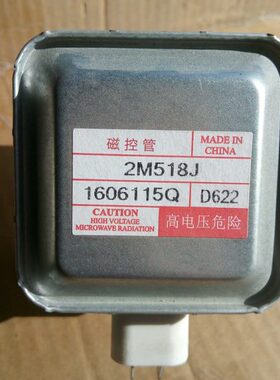 磁控管
MADE IN
CHINA
2M518J
1606115Q D622
CAUTION
HIGH VOLTAGE
MICROWAVE RADIATION
高电压危险